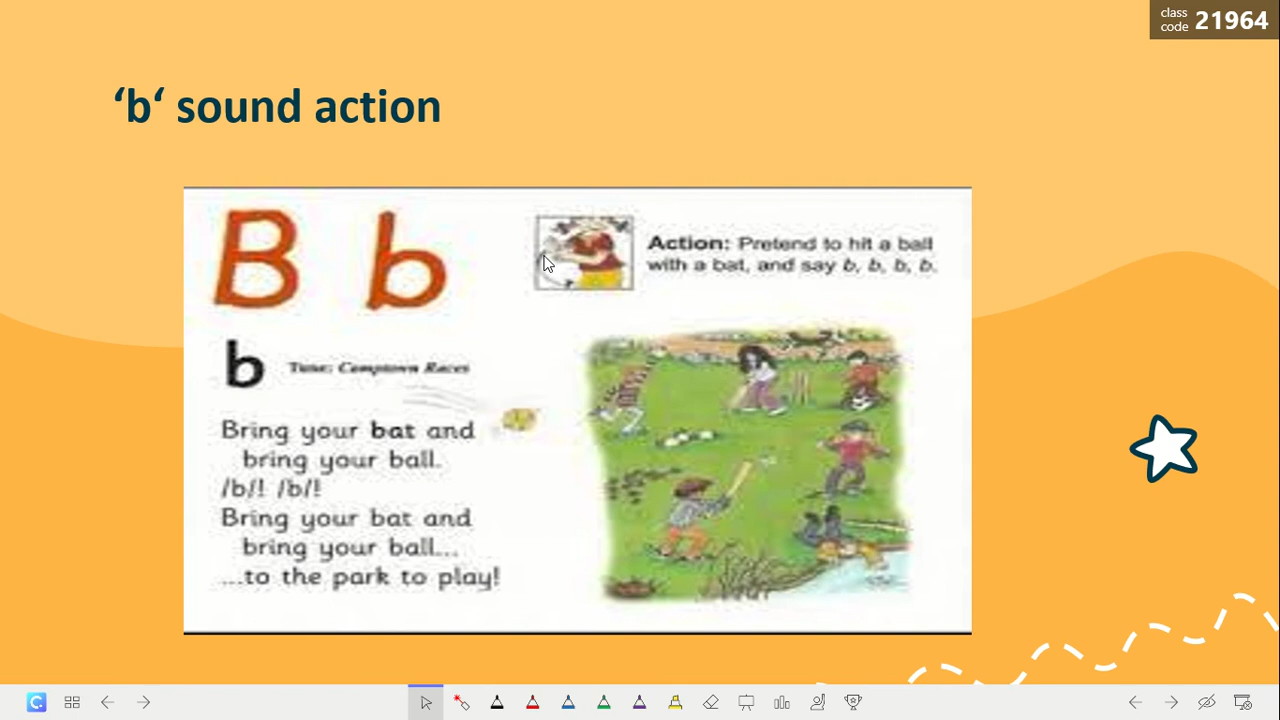 class
code 21964
‘b‘ sound action
B b
Action: Pretend to hit a ball
with a bat, and say b, b, b, b.
b Tune: Camptown Races
Bring your bat and
bring your ball.
/b/! /b/!
Bring your bat and
bring your ball...
...to the park to play!